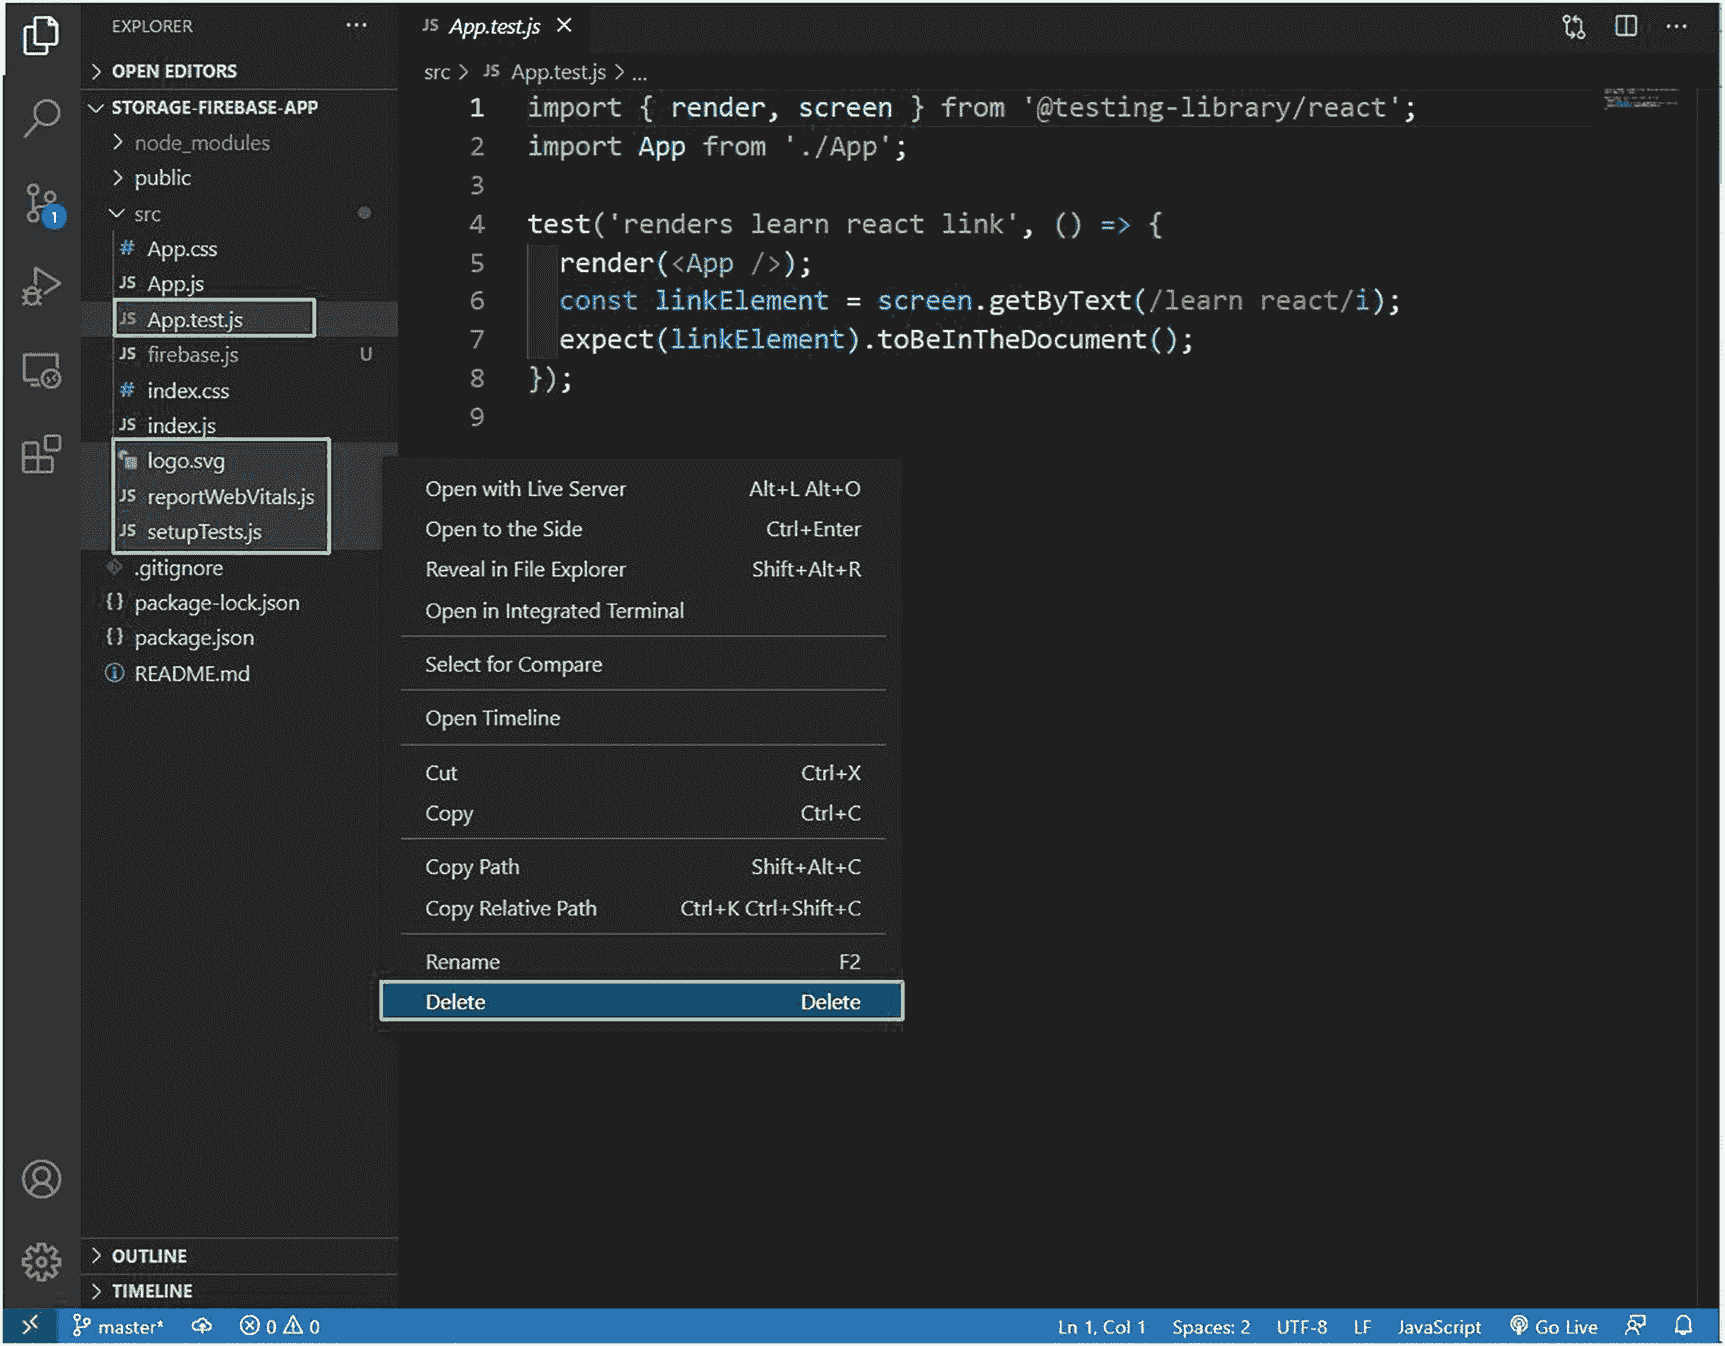 EXPLORER
OPEN EDITORS
STORAGE-FIREBASE-APP
node_modules
public
src
# App.css
JS App.js
JS App.test.js
JS firebase.js U
# index.css
JS index.js
logo.svg
JS reportWebVitals.js
JS setupTests.js
.gitignore
{} package-lock.json
{} package.json
README.md
OUTLINE
TIMELINE
1
JS App.test.js
src > JS App.test.js > ...
1 import { render, screen } from '@testing-library/react';
2 import App from './App';
3
4 test('renders learn react link', () => {
5 render(<App />);
6 const linkElement = screen.getByText(/learn react/i);
7 expect(linkElement).toBeInTheDocument();
8 });
9
Open with Live Server Alt+L Alt+O
Open to the Side Ctrl+Enter
Reveal in File Explorer Shift+Alt+R
Open in Integrated Terminal
Select for Compare
Open Timeline
Cut Ctrl+X
Copy Ctrl+C
Copy Path Shift+Alt+C
Copy Relative Path Ctrl+K Ctrl+Shift+C
Rename F2
Delete Delete
master* 0 0 Ln 1, Col 1 Spaces: 2 UTF-8 LF JavaScript Go Live